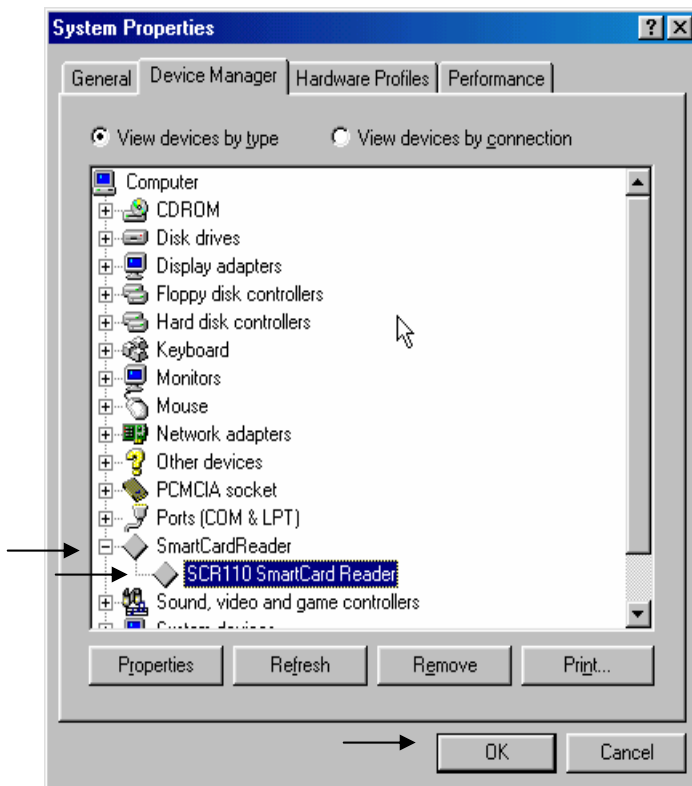 System Properties
General Device Manager Hardware Profiles Performance
View devices by type View devices by connection
Computer
CDROM
Disk drives
Display adapters
Floppy disk controllers
Hard disk controllers
Keyboard
Monitors
Mouse
Network adapters
Other devices
PCMCIA socket
Ports (COM & LPT)
SmartCardReader
SCR110 SmartCard Reader
Sound, video and game controllers
Properties Refresh Remove Print...
OK Cancel